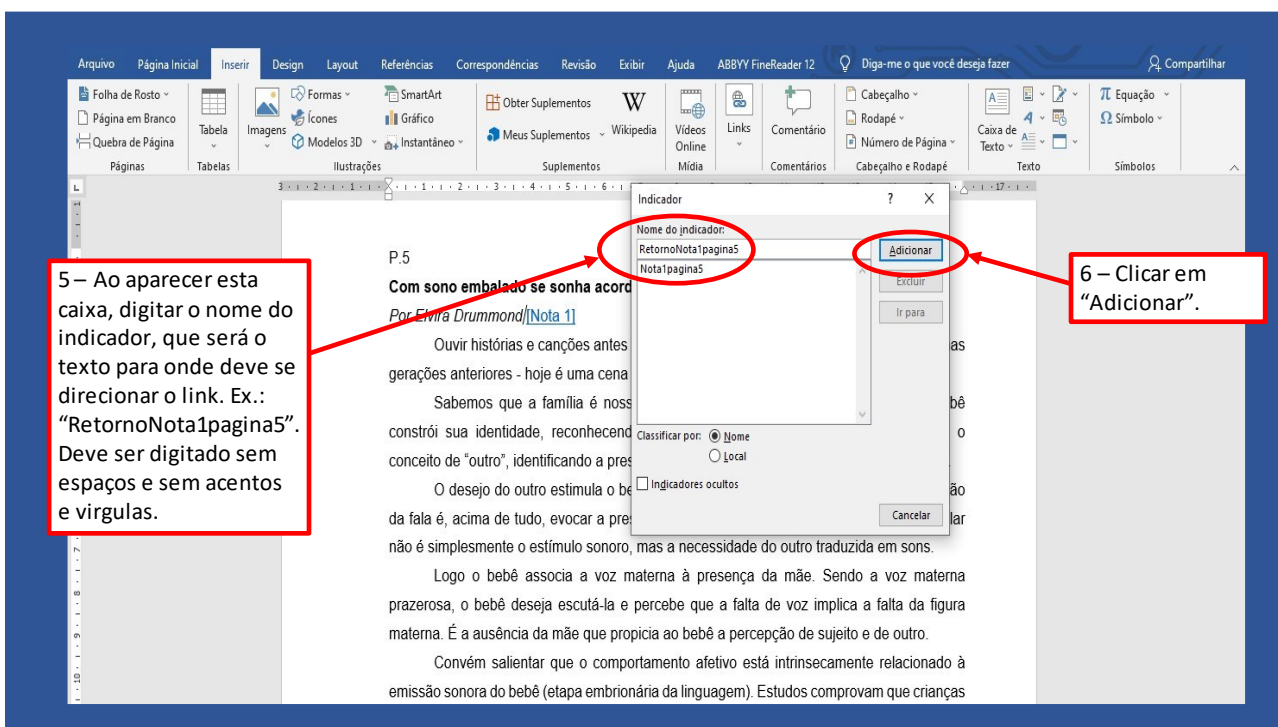 Arquivo Página Inicial Inserir Design Layout Referências Correspondências Revisão Exibir Ajuda ABBYY FineReader 12 Diga-me o que você deseja fazer Compartilhar
Folha de Rosto
Página em Branco
Quebra de Página
Páginas
Tabela
Tabelas
Imagens
Formas
Ícones
Modelos 3D
SmartArt
Gráfico
Instantâneo
Ilustrações
Obter Suplementos
Meus Suplementos
W
Wikipedia
Suplementos
Vídeos
Online
Mídia
Links
Comentário
Comentários
Cabeçalho
Rodapé
Número de Página
Cabeçalho e Rodapé
A
Caixa de
Texto
Texto
π Equação
Ω Símbolo
Símbolos
3 2 1 1 2 3 4 5 6 17
Indicador ? X
Nome do indicador:
RetornoNota1pagina5
Nota1pagina5
Adicionar
Excluir
Ir para
Classificar por: Nome
Local
Indicadores ocultos
Cancelar
5 – Ao aparecer esta
caixa, digitar o nome do
indicador, que será o
texto para onde deve se
direcionar o link. Ex.:
“RetornoNota1pagina5”.
Deve ser digitado sem
espaços e sem acentos
e virgulas.
6 – Clicar em
“Adicionar”.
P.5
Com sono embalado se sonha acord
Por Elvira Drummond/[Nota 1]
Ouvir histórias e canções antes as
gerações anteriores - hoje é uma cena
Sabemos que a família é noss bê
constrói sua identidade, reconhecend o
conceito de “outro”, identificando a pres
O desejo do outro estimula o be ão
da fala é, acima de tudo, evocar a pres lar
não é simplesmente o estímulo sonoro, mas a necessidade do outro traduzida em sons.
Logo o bebê associa a voz materna à presença da mãe. Sendo a voz materna
prazerosa, o bebê deseja escutá-la e percebe que a falta de voz implica a falta da figura
materna. É a ausência da mãe que propicia ao bebê a percepção de sujeito e de outro.
Convém salientar que o comportamento afetivo está intrinsecamente relacionado à
emissão sonora do bebê (etapa embrionária da linguagem). Estudos comprovam que crianças